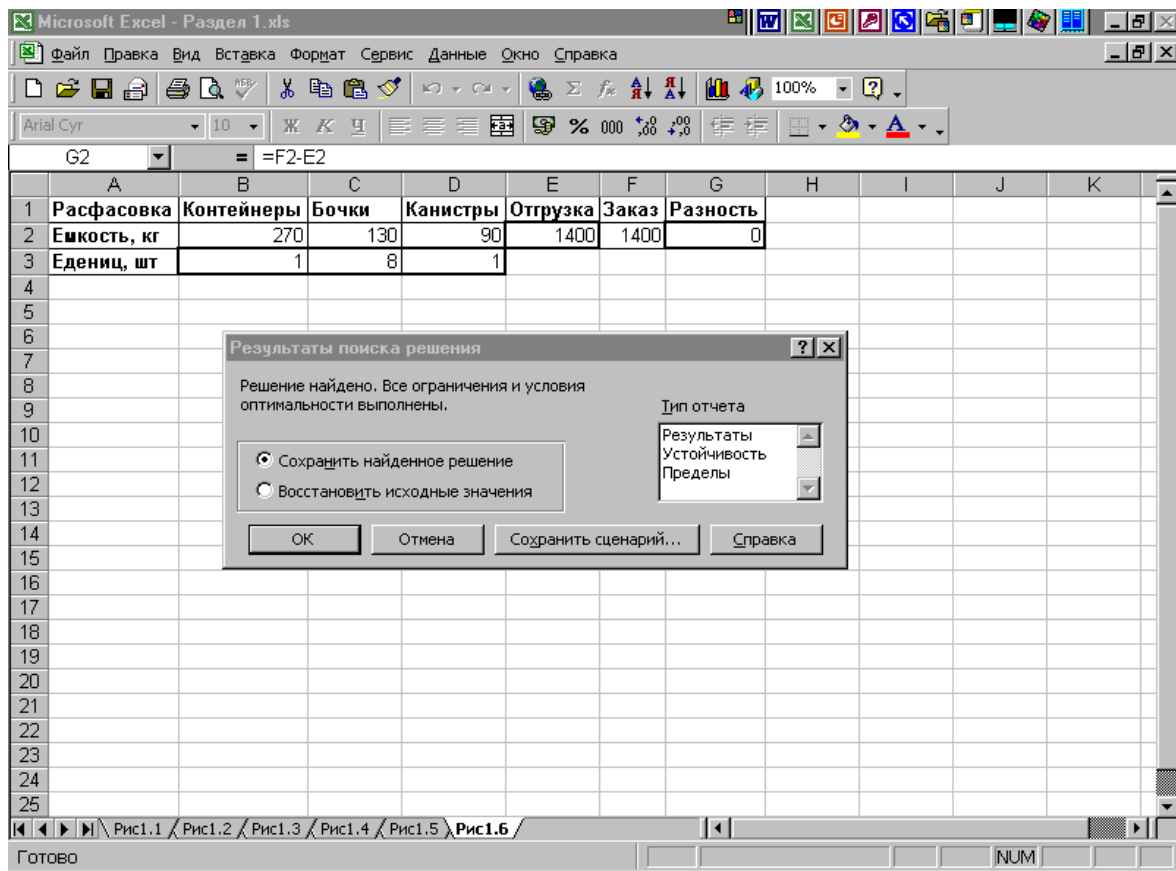 Microsoft Excel - Раздел 1.xls
Файл Правка Вид Вставка Формат Сервис Данные Окно Справка
100%
Arial Cyr 10 Ж К Ч % 000
G2 = =F2-E2
A B C D E F G H I J K
1 Расфасовка Контейнеры Бочки Канистры Отгрузка Заказ Разность
2 Емкость, кг 270 130 90 1400 1400 0
3 Едениц, шт 1 8 1
4
5
6
7
8
9
10
11
12
13
14
15
16
17
18
19
20
21
22
23
24
25
Результаты поиска решения
Решение найдено. Все ограничения и условия
оптимальности выполнены.
Тип отчета
Результаты
Устойчивость
Пределы
Сохранить найденное решение
Восстановить исходные значения
OK Отмена Сохранить сценарий... Справка
Рис1.1 Рис1.2 Рис1.3 Рис1.4 Рис1.5 Рис1.6
Готово NUM